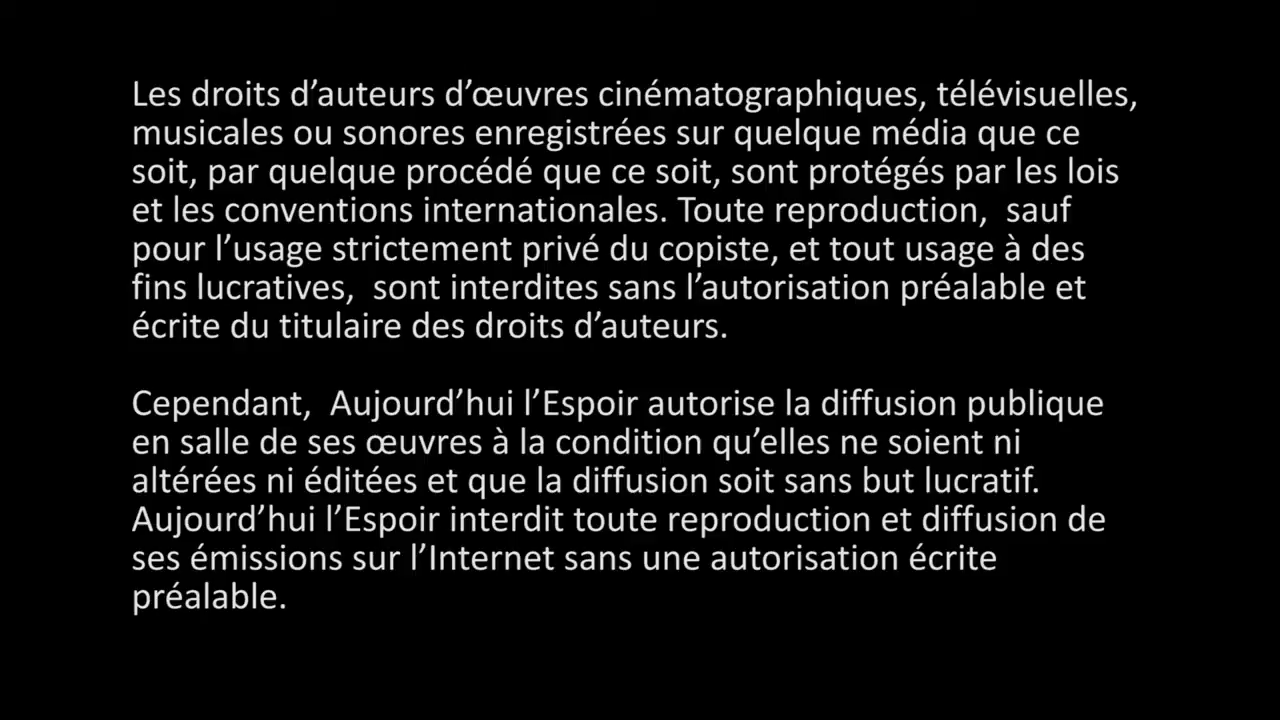 Les droits d’auteurs d’œuvres cinématographiques, télévisuelles,
musicales ou sonores enregistrées sur quelque média que ce
soit, par quelque procédé que ce soit, sont protégés par les lois
et les conventions internationales. Toute reproduction,  sauf
pour l’usage strictement privé du copiste, et tout usage à des
fins lucratives,  sont interdites sans l’autorisation préalable et
écrite du titulaire des droits d’auteurs.
Cependant,  Aujourd’hui l’Espoir autorise la diffusion publique
en salle de ses œuvres à la condition qu’elles ne soient ni
altérées ni éditées et que la diffusion soit sans but lucratif.
Aujourd’hui l’Espoir interdit toute reproduction et diffusion de
ses émissions sur l’Internet sans une autorisation écrite
préalable.